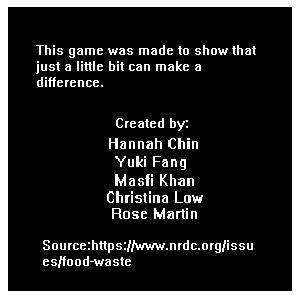 This game was made to show that
just a little bit can make a
difference.
Created by:
Hannah Chin
Yuki Fang
Masfi Khan
Christina Low
Rose Martin
Source:https://www.nrdc.org/issu
es/food-waste